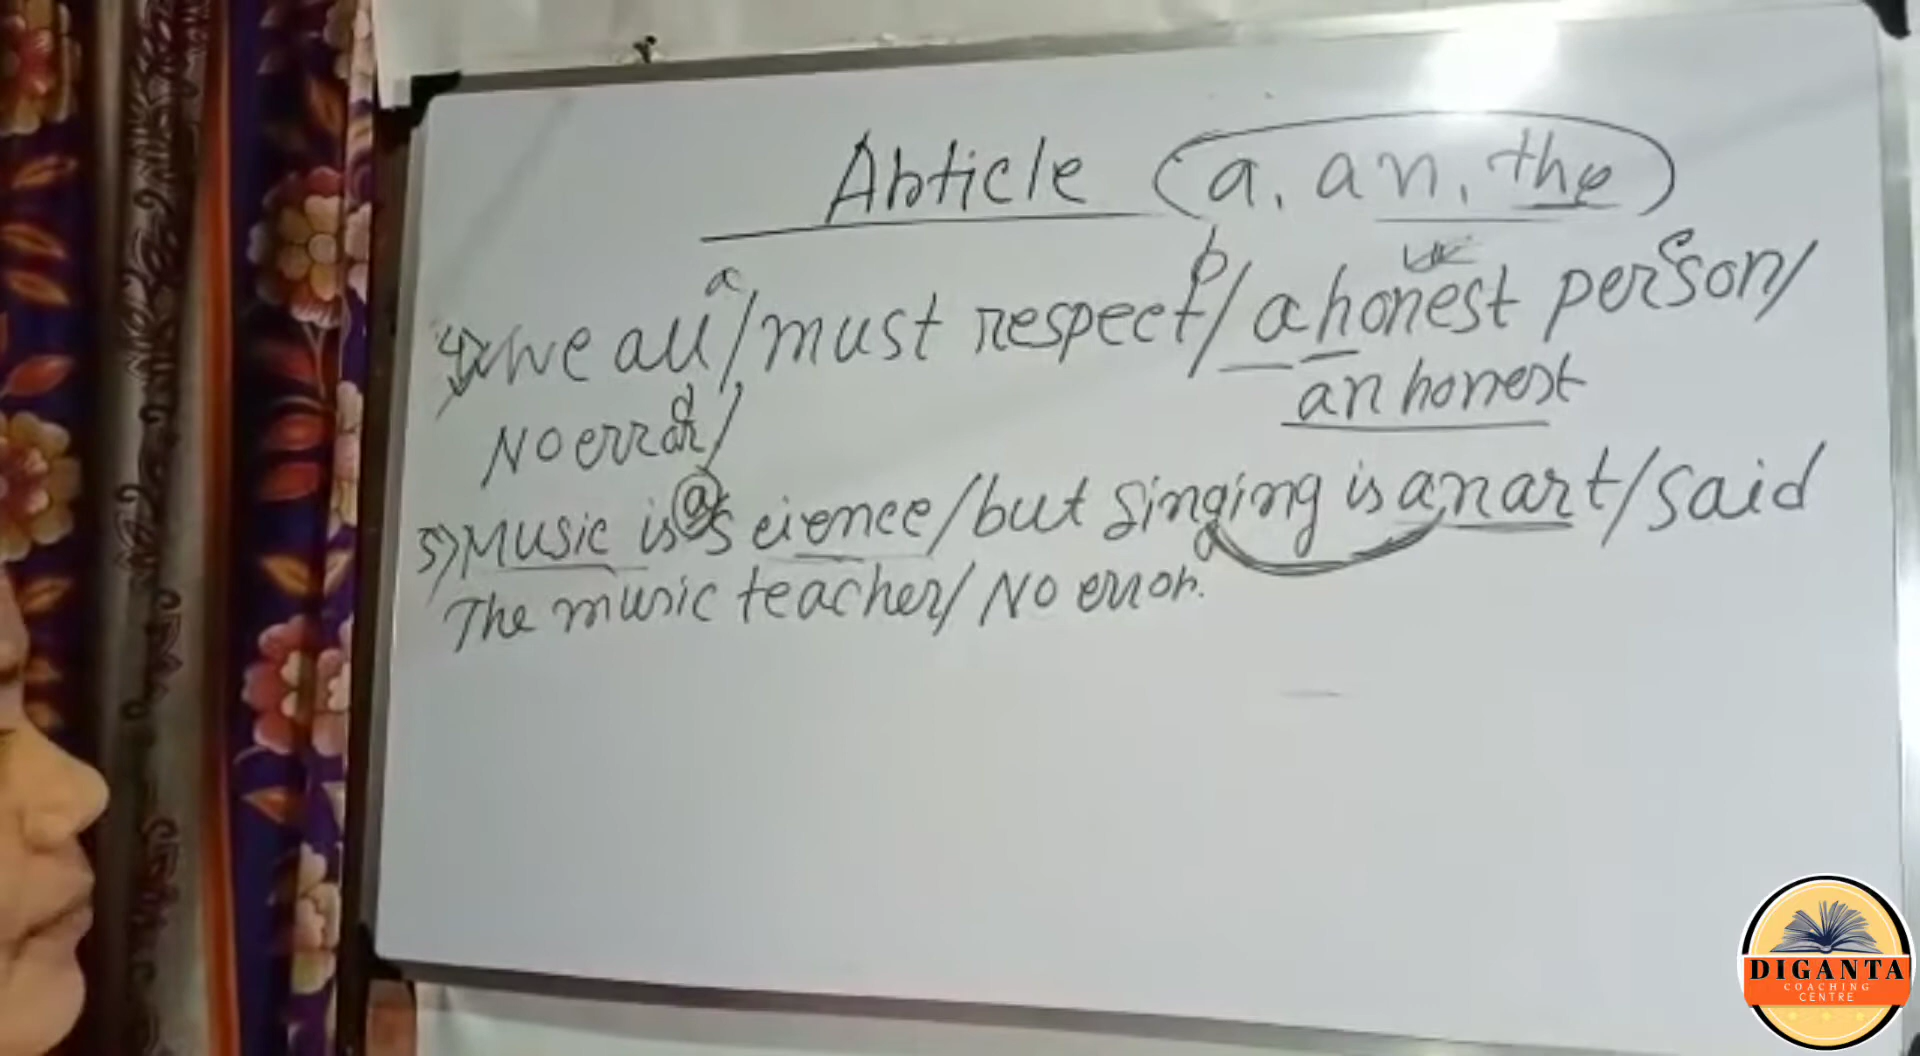 Article (a, an, the)
a b c
4) We all/must respect/a honest person/
an honest
d
No error/
5) Music is a science/but singing is an art/said
The music teacher/No error.
DIGANTA
COACHING
CENTRE